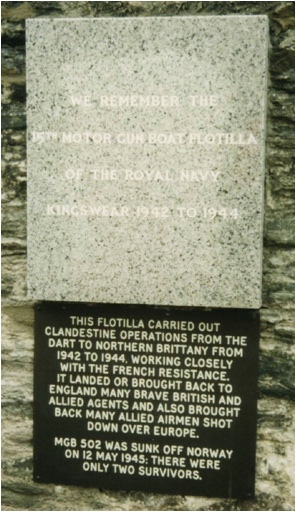 WE REMEMBER THE
15TH MOTOR GUN BOAT FLOTILLA
OF THE ROYAL NAVY
KINGSWEAR 1942 TO 1944
THIS FLOTILLA CARRIED OUT
CLANDESTINE OPERATIONS FROM THE
DART TO NORTHERN BRITTANY FROM
1942 TO 1944, WORKING CLOSELY
WITH THE FRENCH RESISTANCE.
IT LANDED OR BROUGHT BACK TO
ENGLAND MANY BRAVE BRITISH AND
ALLIED AGENTS AND ALSO BROUGHT
BACK MANY ALLIED AIRMEN SHOT
DOWN OVER EUROPE.
MGB 502 WAS SUNK OFF NORWAY
ON 12 MAY 1945: THERE WERE
ONLY TWO SURVIVORS.